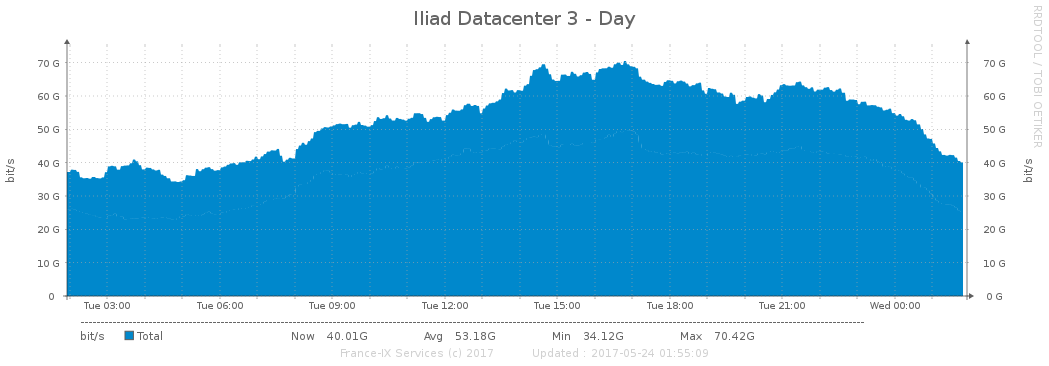 Iliad Datacenter 3 - Day
RRDTOOL / TOBI OETIKER
70 G 70 G
60 G 60 G
50 G 50 G
40 G 40 G
30 G 30 G
20 G 20 G
10 G 10 G
0 0 G
bit/s
bit/s
Tue 03:00 Tue 06:00 Tue 09:00 Tue 12:00 Tue 15:00 Tue 18:00 Tue 21:00 Wed 00:00
bit/s Total Now 40.01G Avg 53.18G Min 34.12G Max 70.42G
France-IX Services (c) 2017 Updated : 2017-05-24 01:55:09